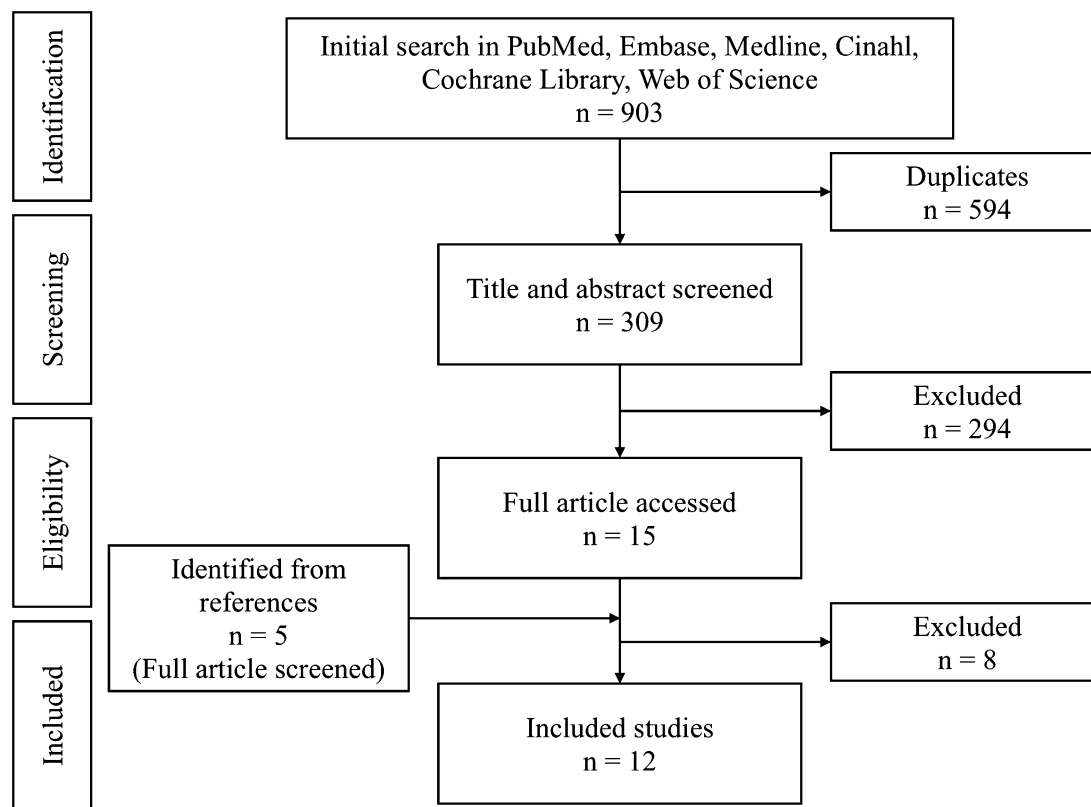 Identification
Initial search in PubMed, Embase, Medline, Cinahl,
Cochrane Library, Web of Science
n = 903
Duplicates
n = 594
Screening
Title and abstract screened
n = 309
Excluded
n = 294
Eligibility
Full article accessed
n = 15
Identified from
references
n = 5
(Full article screened)
Excluded
n = 8
Included
Included studies
n = 12